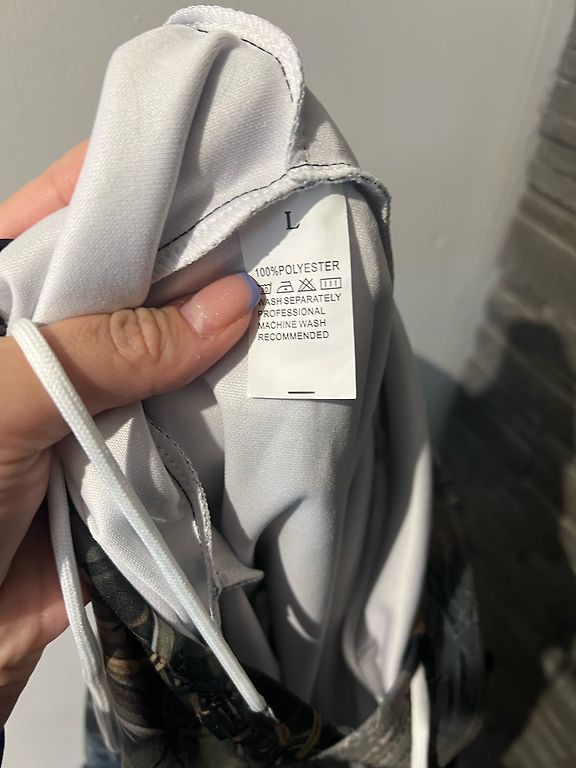 L
100%POLYESTER
WASH SEPARATELY
PROFESSIONAL
MACHINE WASH
RECOMMENDED